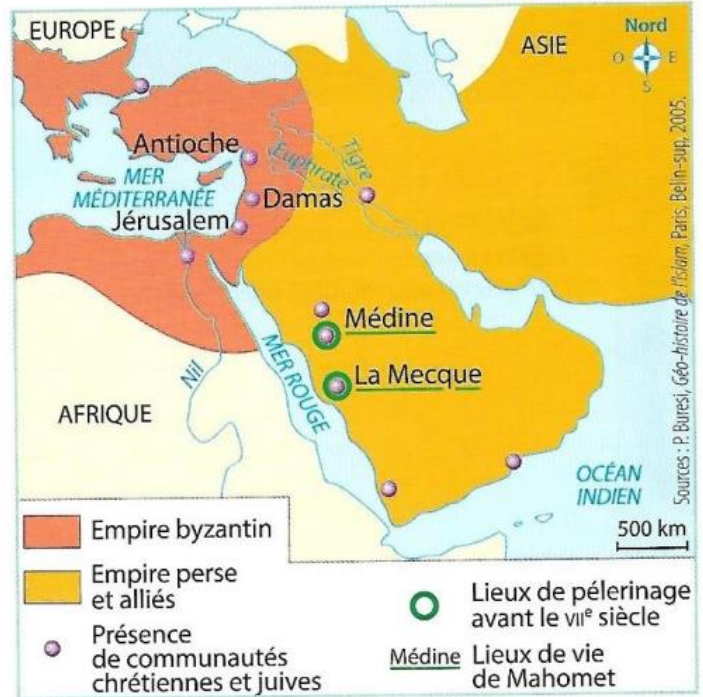 EUROPE
ASIE
Nord
O
E
S
Antioche
Tigre
Euphrate
MER
MÉDITERRANÉE
Damas
Jérusalem
Médine
La Mecque
MER ROUGE
Nil
AFRIQUE
OCÉAN
INDIEN
500 km
Sources : P. Buresi, Géo-histoire de l'Islam, Paris, Belin-sup, 2005.
Empire byzantin
Empire perse
et alliés
Présence
de communautés
chrétiennes et juives
Lieux de pélerinage
avant le VIIe siècle
Médine Lieux de vie
de Mahomet